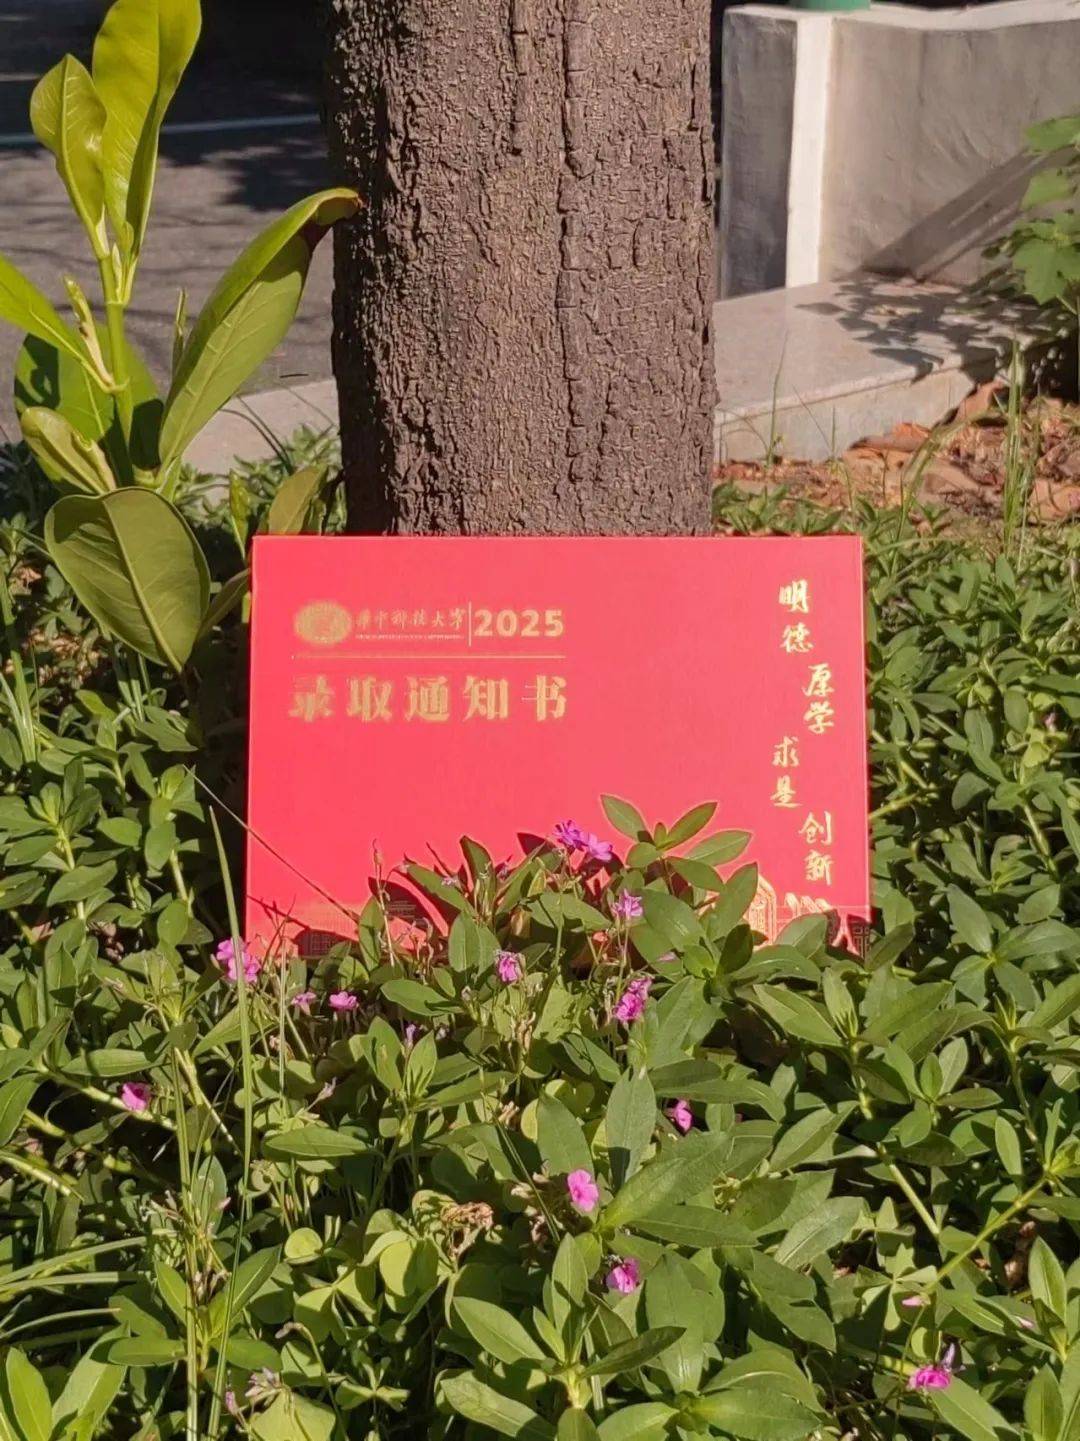 华中科技大学
2025
录取通知书
明德
厚学
求是
创新